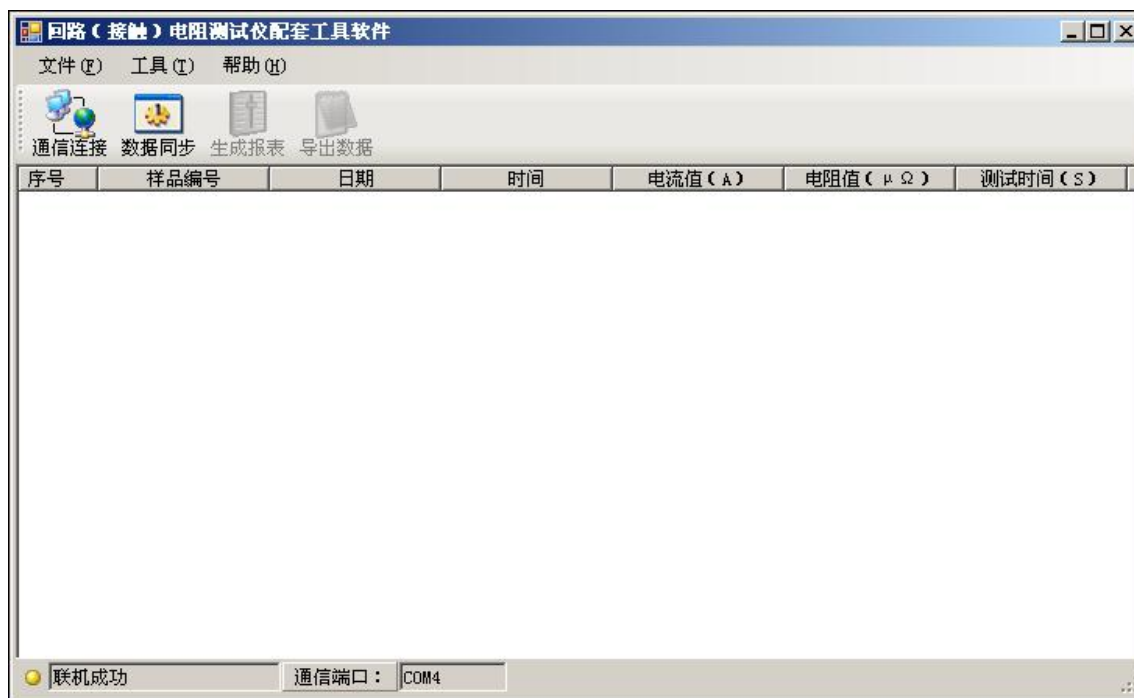 回路（接触）电阻测试仪配套工具软件
文件(F) 工具(T) 帮助(H)
通信连接 数据同步 生成报表 导出数据
序号 样品编号 日期 时间 电流值(A) 电阻值(μΩ) 测试时间(S)
联机成功 通信端口： COM4